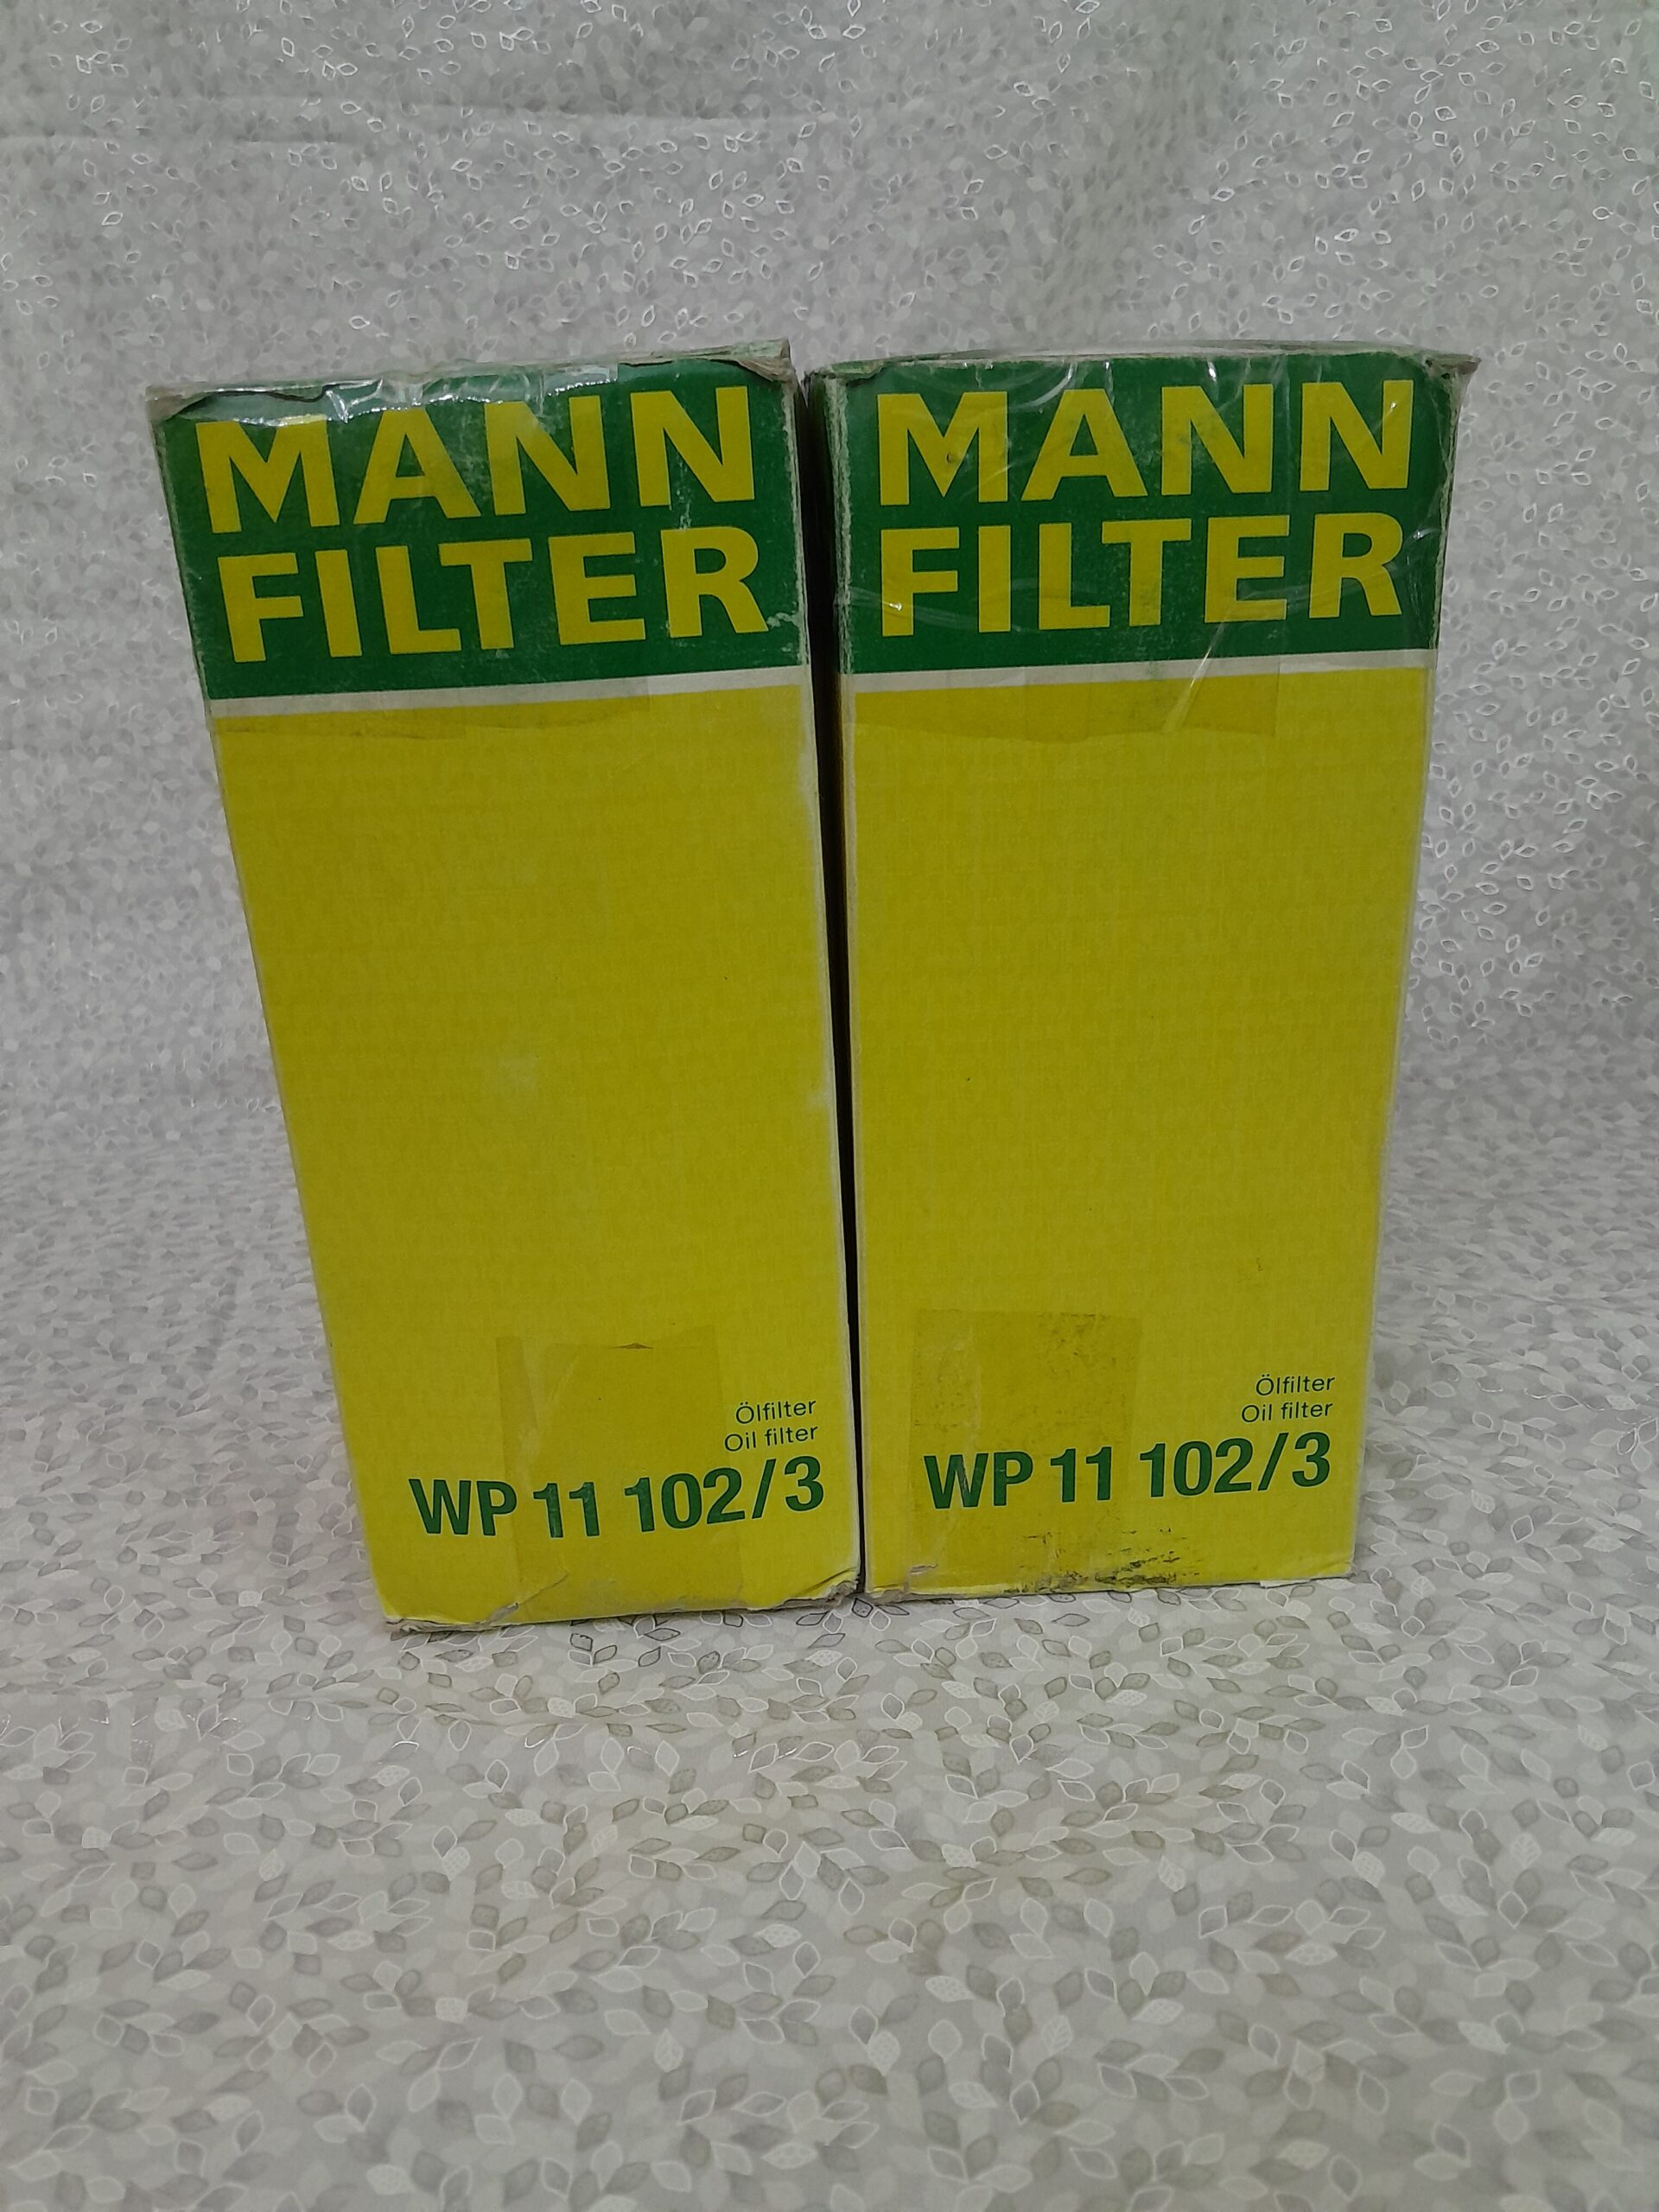 MANN
FILTER
Ölfilter
Oil filter
WP 11 102/3
MANN
FILTER
Ölfilter
Oil filter
WP 11 102/3